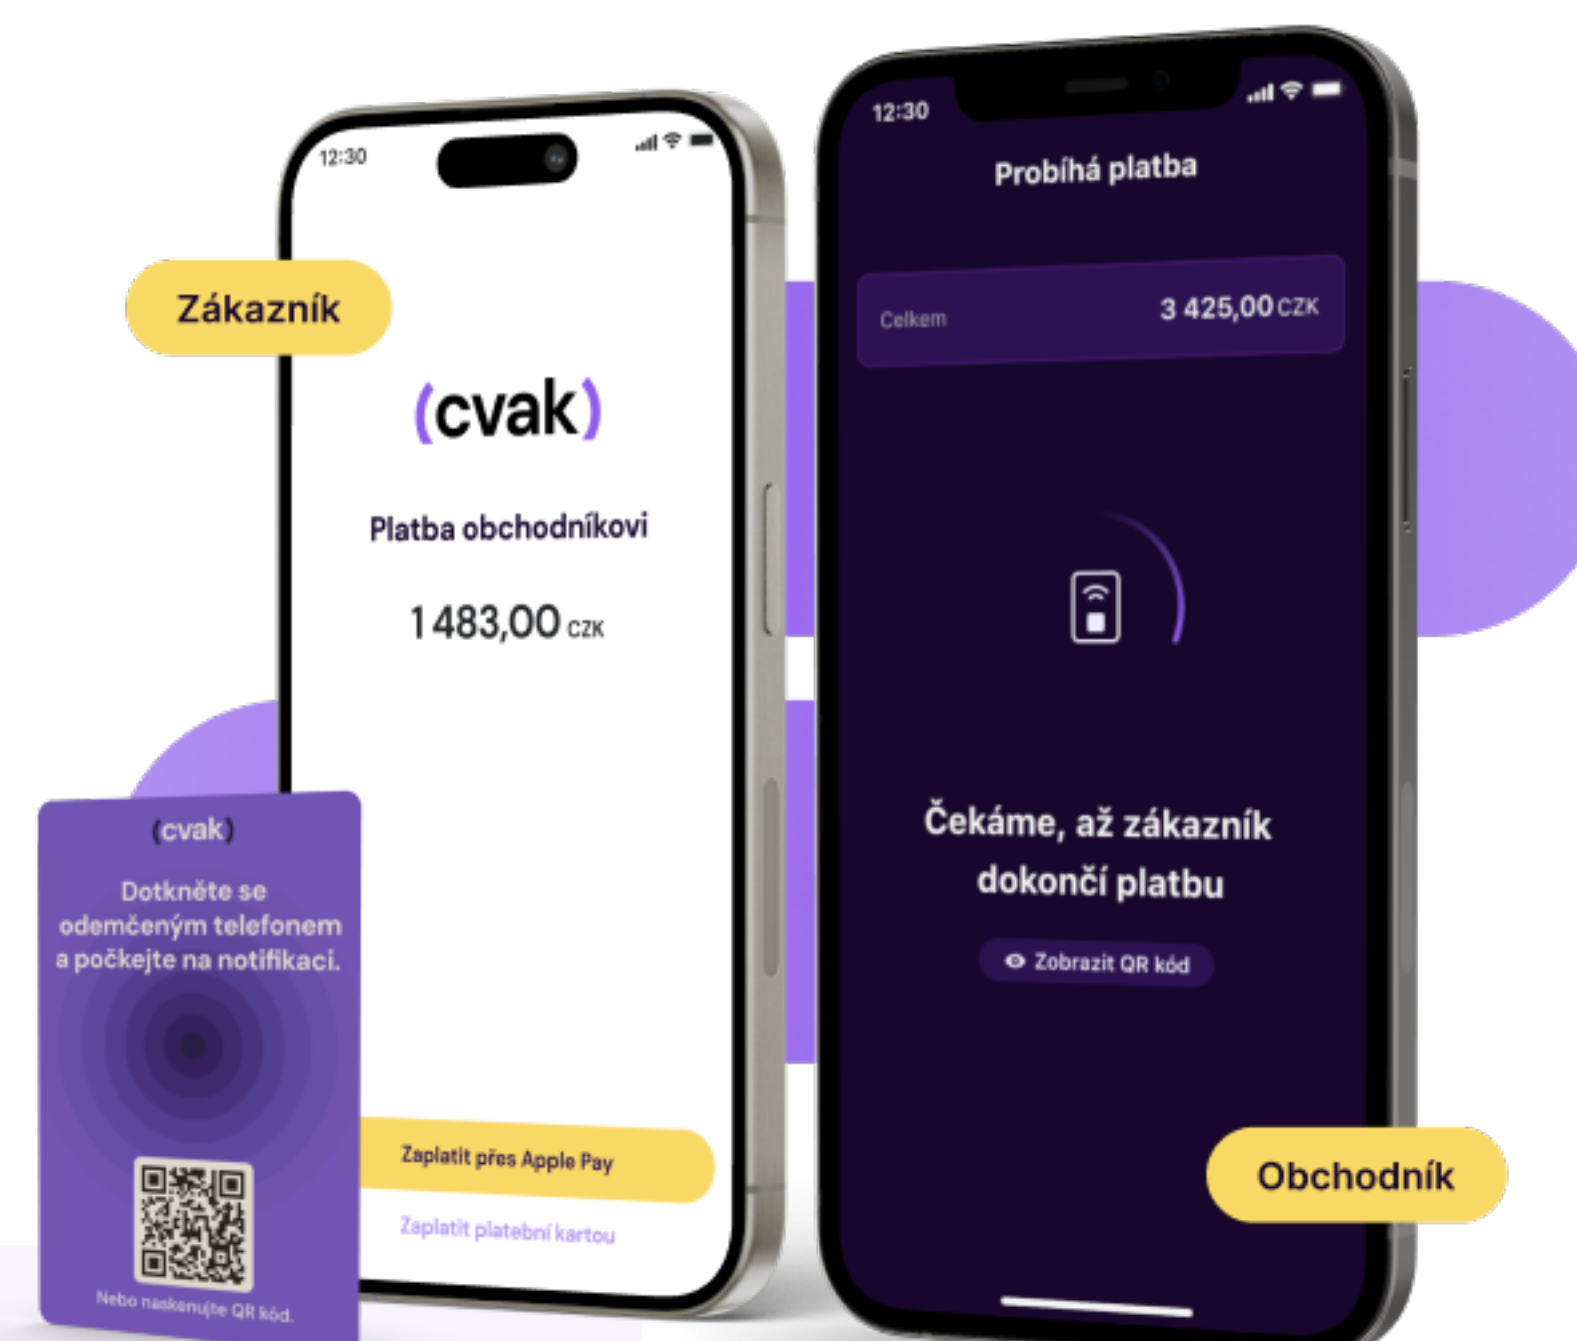 12:30
Zákazník
(cvak)
Platba obchodníkovi
1 483,00 CZK
Zaplatit přes Apple Pay
Zaplatit platební kartou
(cvak)
Dotkněte se
odemčeným telefonem
a počkejte na notifikaci.
Nebo naskenujte QR kód.
12:30
Probíhá platba
Celkem 3 425,00 CZK
Čekáme, až zákazník
dokončí platbu
Zobrazit QR kód
Obchodník